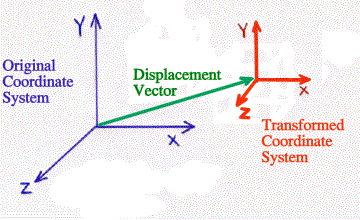 Y
Original
Coordinate
System
X
Z
Displacement
Vector
Y
X
Z
Transformed
Coordinate
System